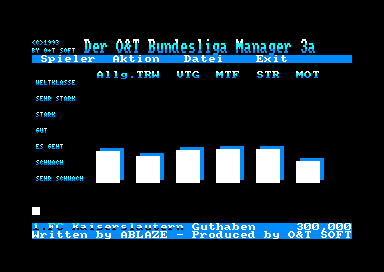 (C)1993
BY O&T SOFT
Der O&T Bundesliga Manager 3a
Spieler Aktion Datei Exit
Allg. TRW VTG MTF STR MOT
WELTKLASSE
SEHR STARK
STARK
GUT
ES GEHT
SCHWACH
SEHR SCHWACH
1.FC Kaiserslautern Guthaben 300,000
Written by ABLAZE - Produced by O&T SOFT